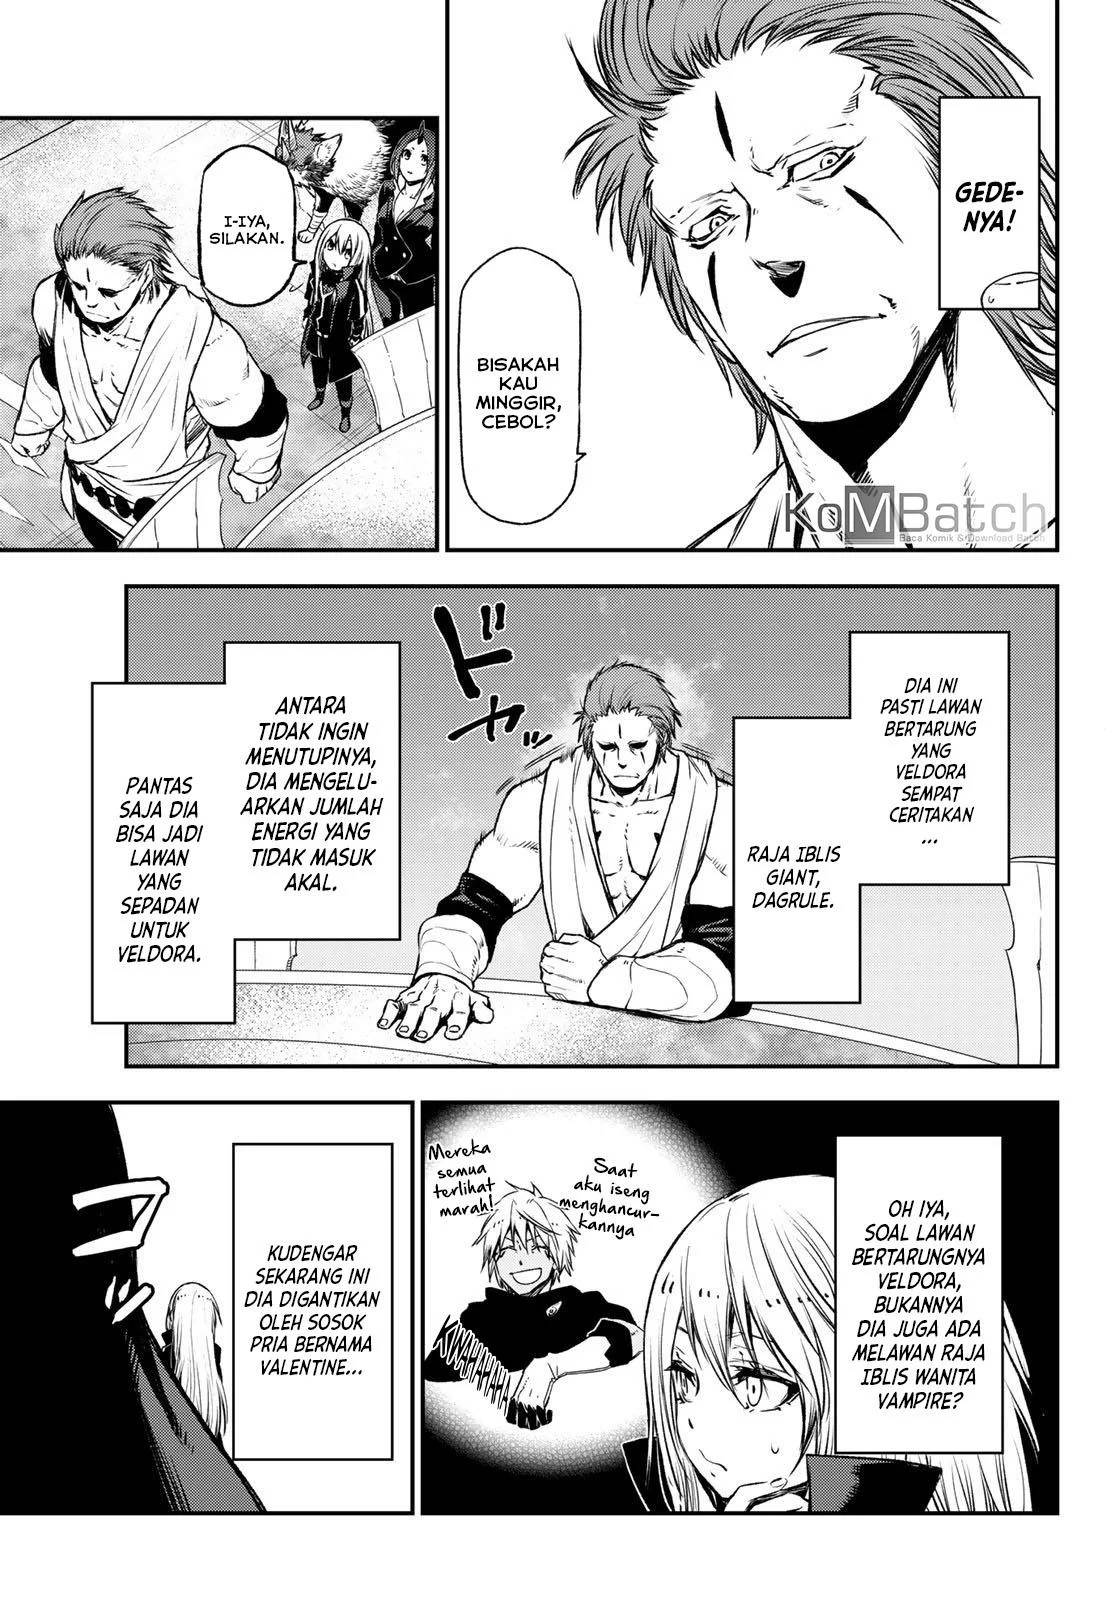 GEDE-
NYA!
BISAKAH
KAU
MINGGIR,
CEBOL?
I-IYA,
SILAKAN.
KoMBatch
Baca Komik & Download Batch
DIA INI
PASTI LAWAN
BERTARUNG
YANG
VELDORA
SEMPAT
CERITAKAN
...
RAJA IBLIS
GIANT,
DAGRULE.
ドドャッ
ANTARA
TIDAK INGIN
MENUTUPINYA,
DIA MENGELU-
ARKAN JUMLAH
ENERGI YANG
TIDAK MASUK
AKAL.
PANTAS
SAJA DIA
BISA JADI
LAWAN
YANG
SEPADAN
UNTUK
VELDORA.
OH IYA,
SOAL LAWAN
BERTARUNGNYA
VELDORA,
BUKANNYA
DIA JUGA ADA
MELAWAN RAJA
IBLIS WANITA
VAMPIRE?
Saat
aku iseng
menghancur-
kannya
Mereka
semua
terlihat
marah!
KUDENGAR
SEKARANG INI
DIA DIGANTIKAN
OLEH SOSOK
PRIA BERNAMA
VALENTINE...